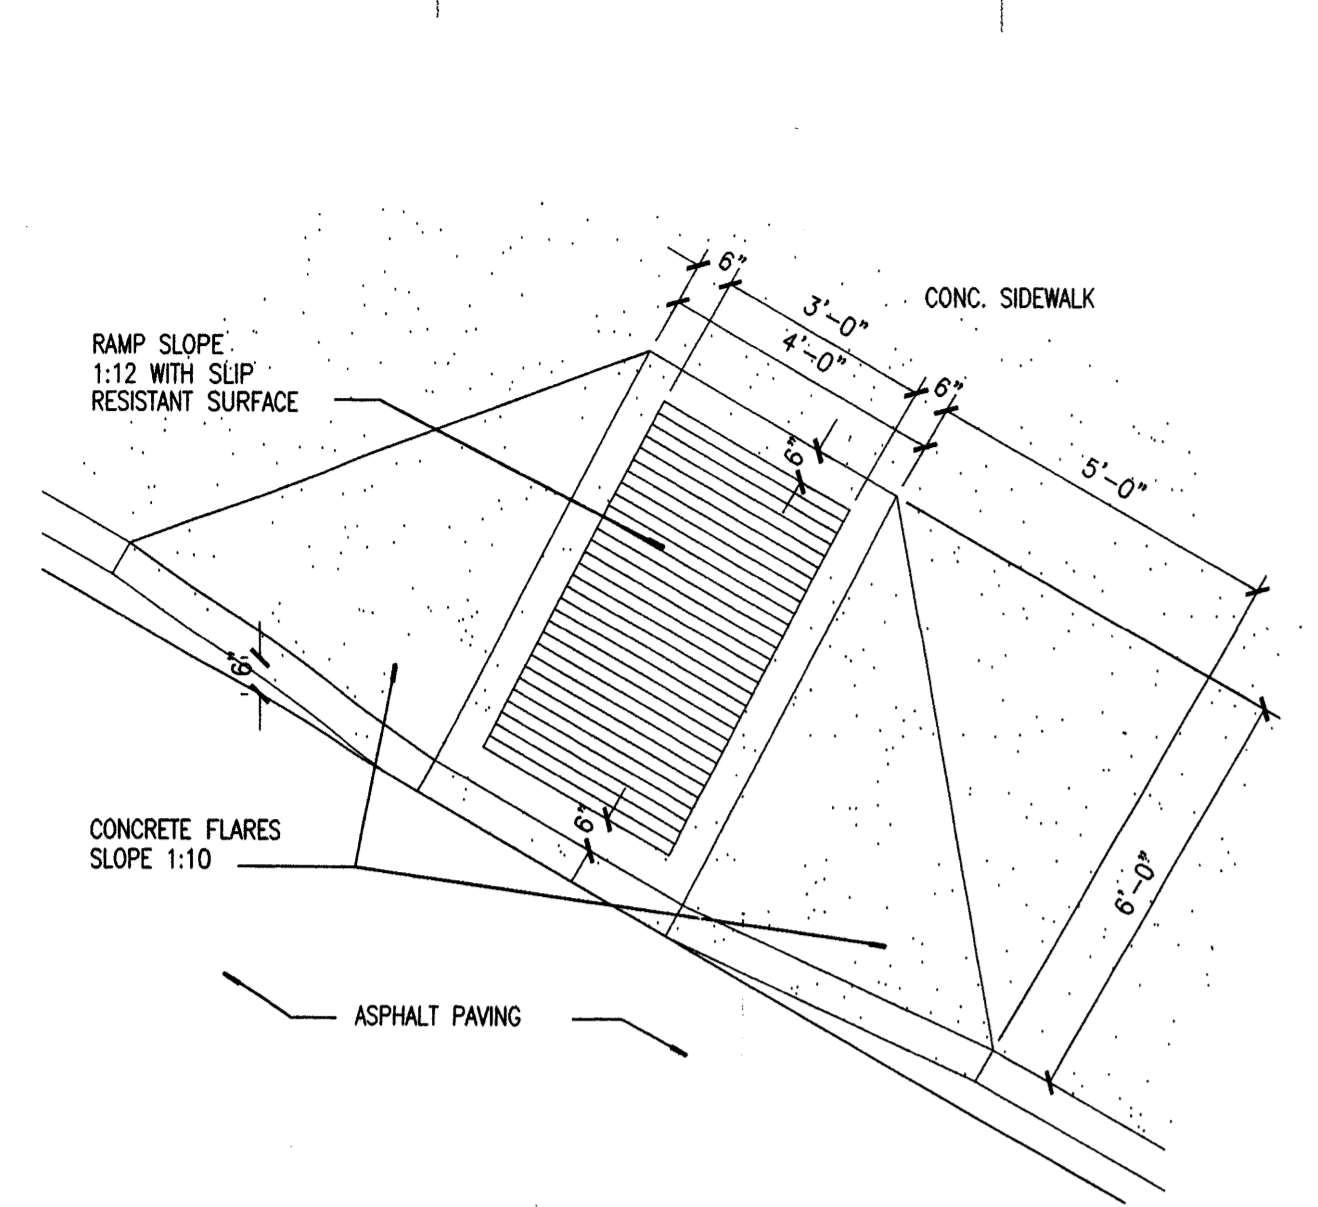 6"
3'-0"
4'-0"
6"
CONC. SIDEWALK
RAMP SLOPE
1:12 WITH SLIP
RESISTANT SURFACE
6"
5'-0"
6"
6"
CONCRETE FLARES
SLOPE 1:10
6'-0"
ASPHALT PAVING